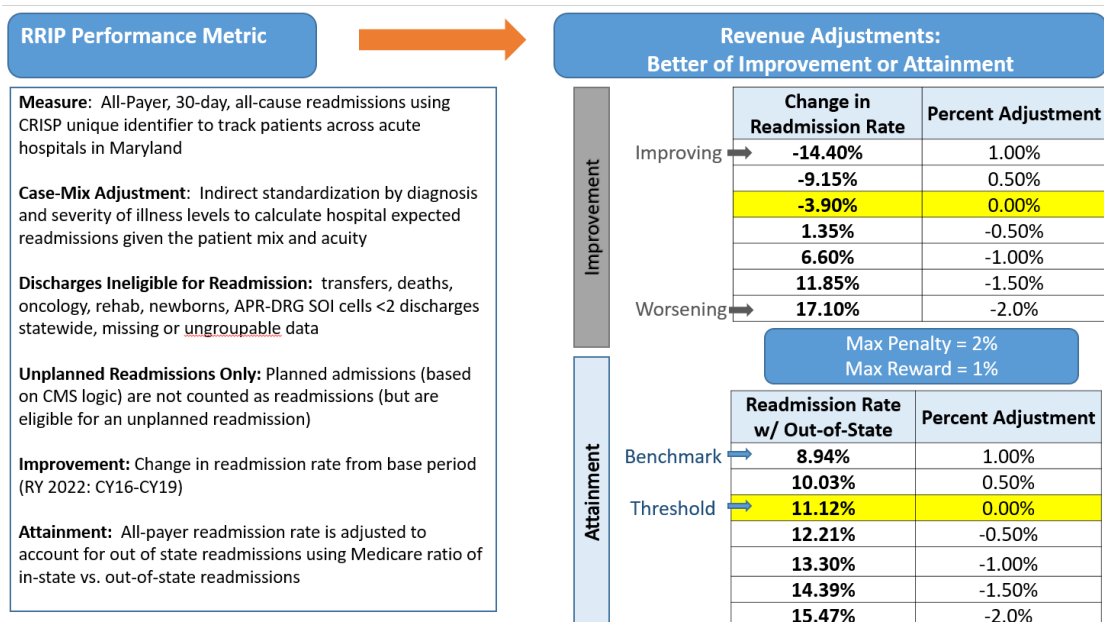 RRIP Performance Metric
Measure: All-Payer, 30-day, all-cause readmissions using
CRISP unique identifier to track patients across acute
hospitals in Maryland
Case-Mix Adjustment: Indirect standardization by diagnosis
and severity of illness levels to calculate hospital expected
readmissions given the patient mix and acuity
Discharges Ineligible for Readmission: transfers, deaths,
oncology, rehab, newborns, APR-DRG SOI cells <2 discharges
statewide, missing or ungroupable data
Unplanned Readmissions Only: Planned admissions (based
on CMS logic) are not counted as readmissions (but are
eligible for an unplanned readmission)
Improvement: Change in readmission rate from base period
(RY 2022: CY16-CY19)
Attainment: All-payer readmission rate is adjusted to
account for out of state readmissions using Medicare ratio of
in-state vs. out-of-state readmissions
Revenue Adjustments:
Better of Improvement or Attainment
Improvement
Change in
Readmission Rate
Percent Adjustment
Improving
-14.40% 1.00%
-9.15% 0.50%
-3.90% 0.00%
1.35% -0.50%
6.60% -1.00%
11.85% -1.50%
Worsening
17.10% -2.0%
Max Penalty = 2%
Max Reward = 1%
Attainment
Readmission Rate
w/ Out-of-State
Percent Adjustment
Benchmark
8.94% 1.00%
10.03% 0.50%
Threshold
11.12% 0.00%
12.21% -0.50%
13.30% -1.00%
14.39% -1.50%
15.47% -2.0%